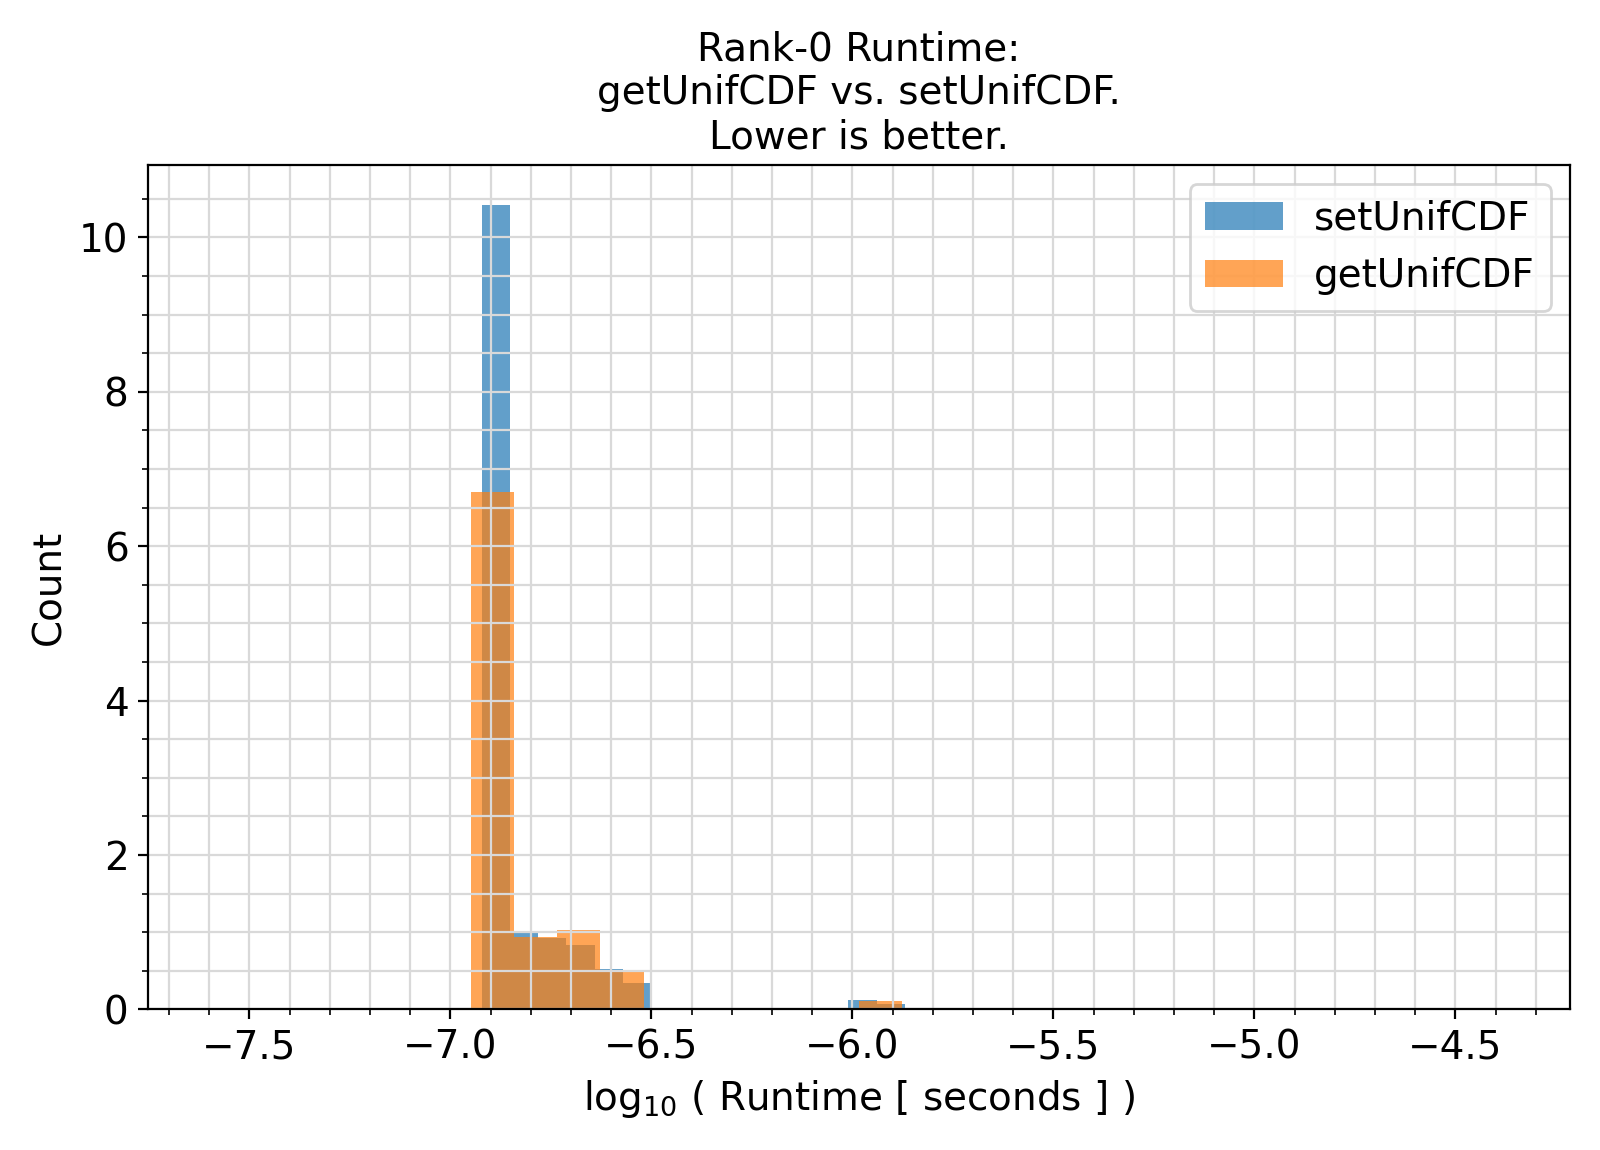 Rank-0 Runtime:
getUnifCDF vs. setUnifCDF.
Lower is better.
setUnifCDF
getUnifCDF
Count
10
8
6
4
2
0
−7.5 −7.0 −6.5 −6.0 −5.5 −5.0 −4.5
log₁₀ ( Runtime [ seconds ] )